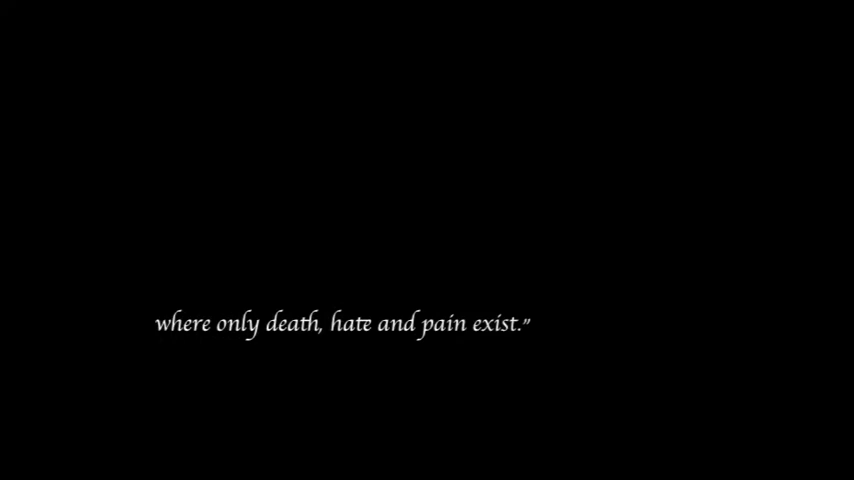 where only death, hate and pain exist.”